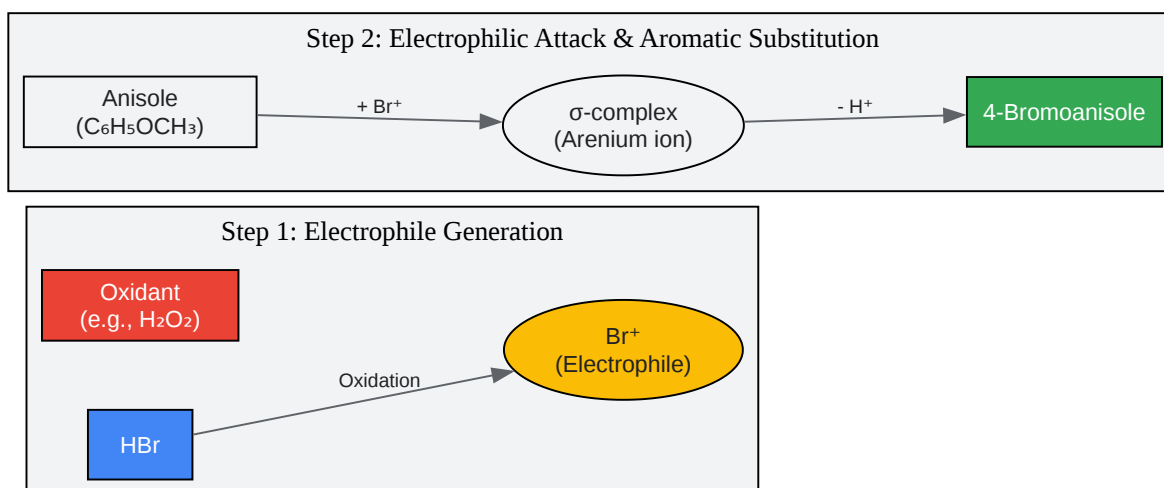 Step 2: Electrophilic Attack & Aromatic Substitution
Anisole
(C₆H₅OCH₃)
+ Br⁺
σ-complex
(Arenium ion)
- H⁺
4-Bromoanisole
Step 1: Electrophile Generation
Oxidant
(e.g., H₂O₂)
Br⁺
(Electrophile)
Oxidation
HBr